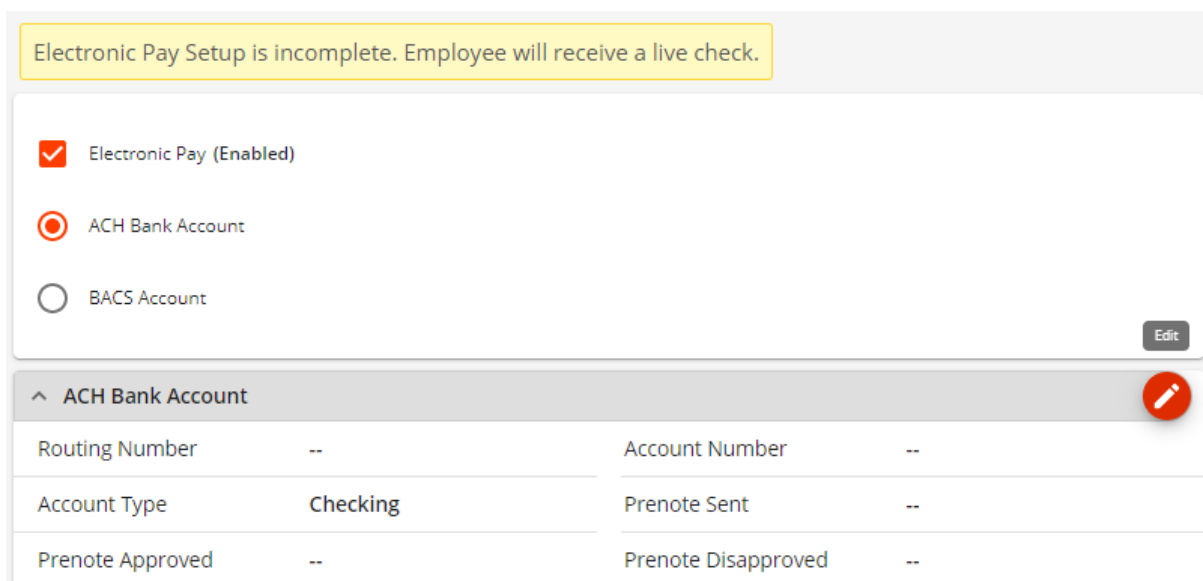 Electronic Pay Setup is incomplete. Employee will receive a live check.
Electronic Pay (Enabled)
ACH Bank Account
BACS Account
Edit
ACH Bank Account
Routing Number -- Account Number --
Account Type Checking Prenote Sent --
Prenote Approved -- Prenote Disapproved --